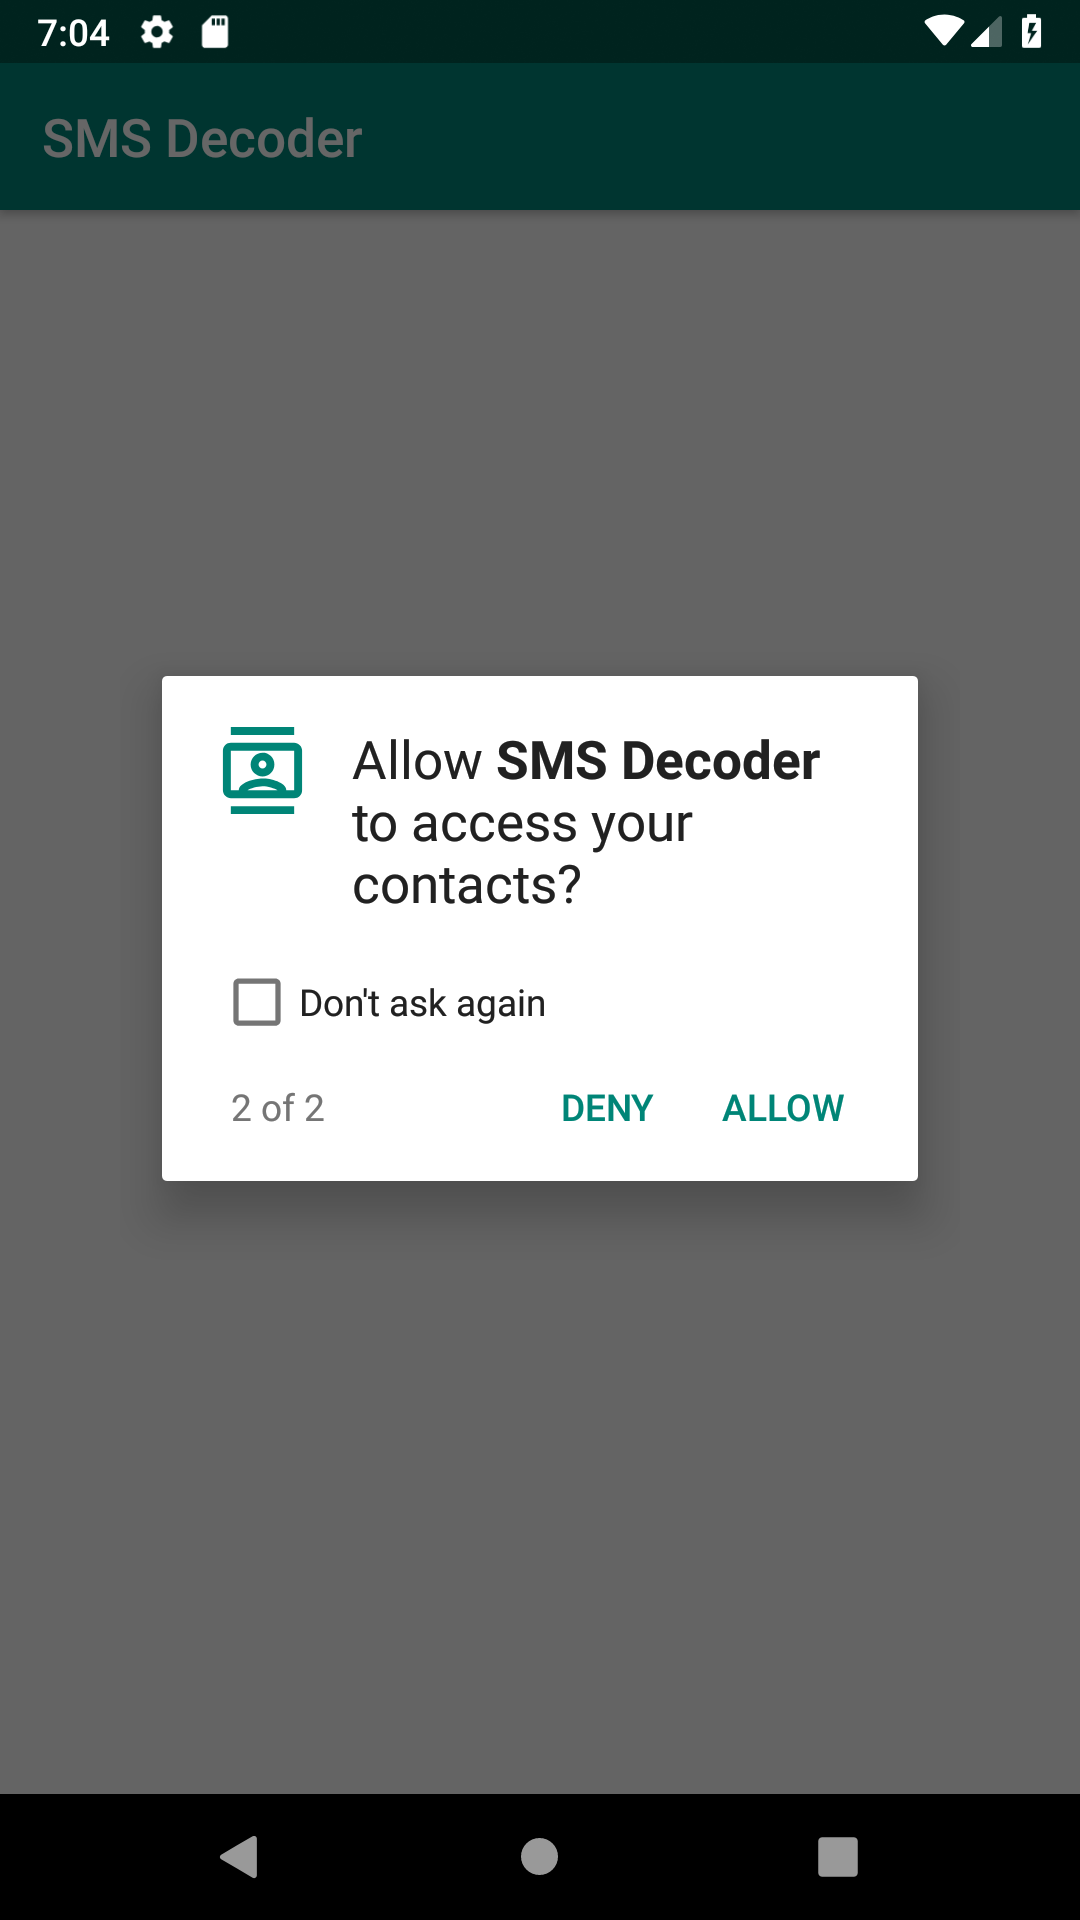 7:04
SMS Decoder
Allow SMS Decoder
to access your
contacts?
Don't ask again
2 of 2
DENY
ALLOW